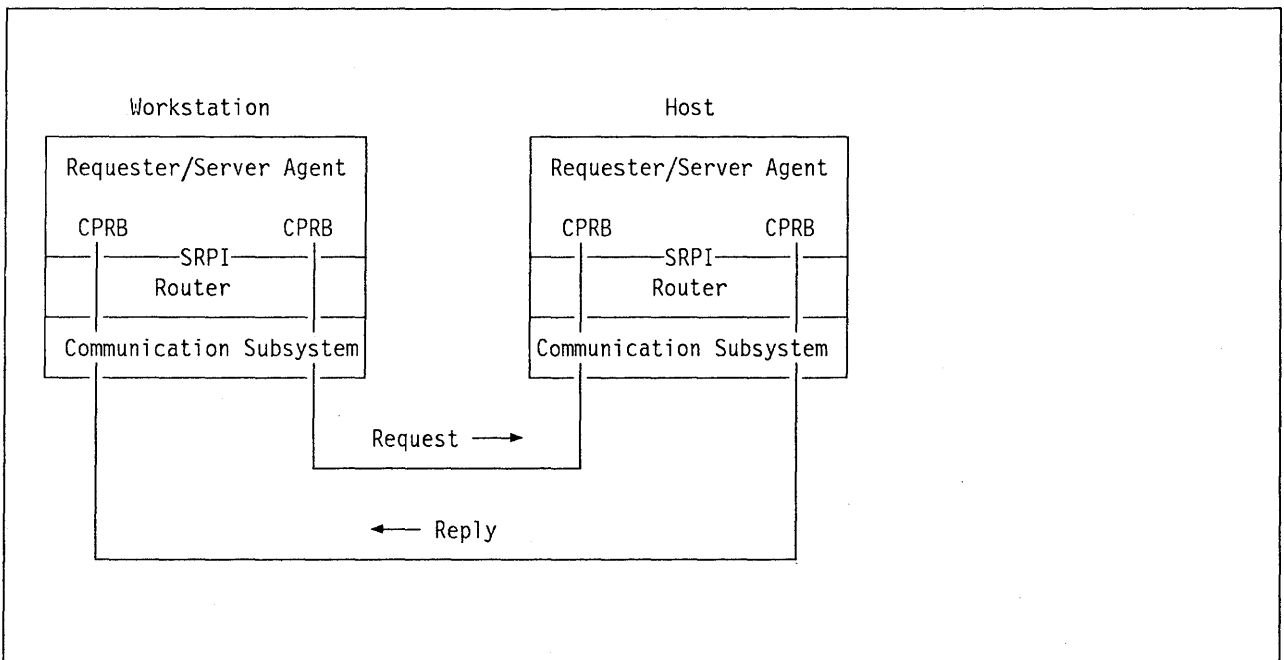 Workstation Host
Requester/Server Agent Requester/Server Agent
CPRB CPRB CPRB CPRB
SRPI SRPI
Router Router
Communication Subsystem Communication Subsystem
Request
Reply